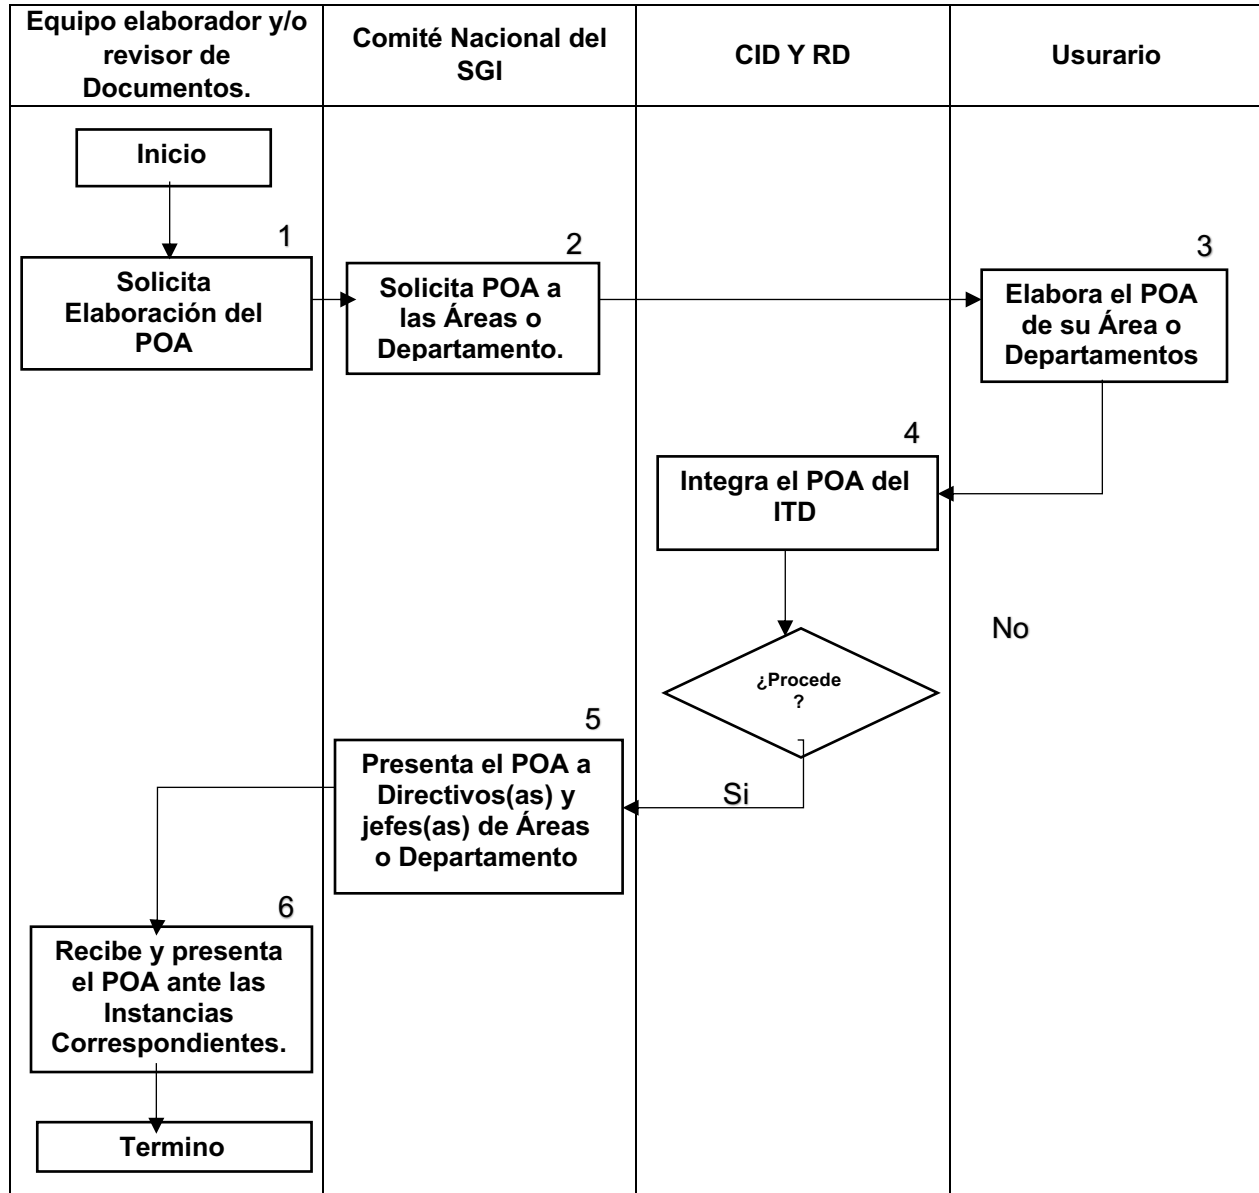 Equipo elaborador y/o
revisor de
Documentos.
Comité Nacional del
SGI
CID Y RD
Usurario
Inicio
1
Solicita
Elaboración del
POA
2
Solicita POA a
las Áreas o
Departamento.
3
Elabora el POA
de su Área o
Departamentos
4
Integra el POA del
ITD
No
¿Procede
?
Si
5
Presenta el POA a
Directivos(as) y
jefes(as) de Áreas
o Departamento
6
Recibe y presenta
el POA ante las
Instancias
Correspondientes.
Termino